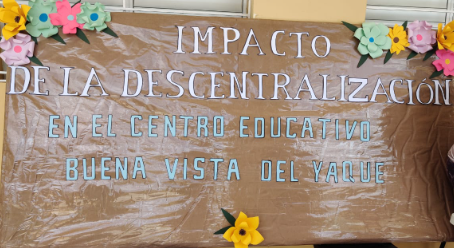 IMPACTO
DE LA DESCENTRALIZACIÓN
EN EL CENTRO EDUCATIVO
BUENA VISTA DEL YAQUE